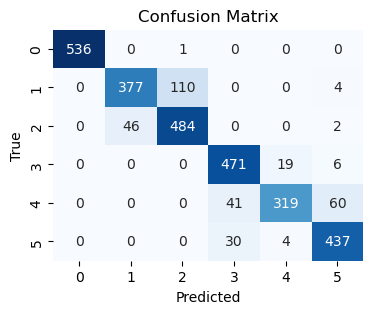 Confusion Matrix
True
0 536 0 1 0 0 0
1 0 377 110 0 0 4
2 0 46 484 0 0 2
3 0 0 0 471 19 6
4 0 0 0 41 319 60
5 0 0 0 30 4 437
0 1 2 3 4 5
Predicted